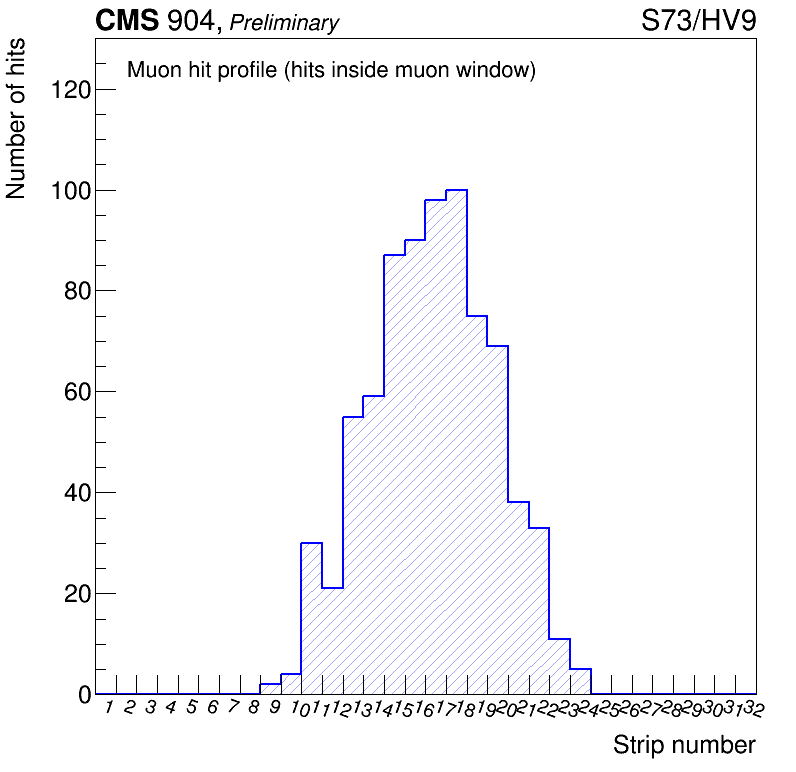 CMS 904, Preliminary S73/HV9
Number of hits
Muon hit profile (hits inside muon window)
120
100
80
60
40
20
0
1 2 3 4 5 6 7 8 9 10 11 12 13 14 15 16 17 18 19 20 21 22 23 24 25 26 27 28 29 30 31 32
Strip number